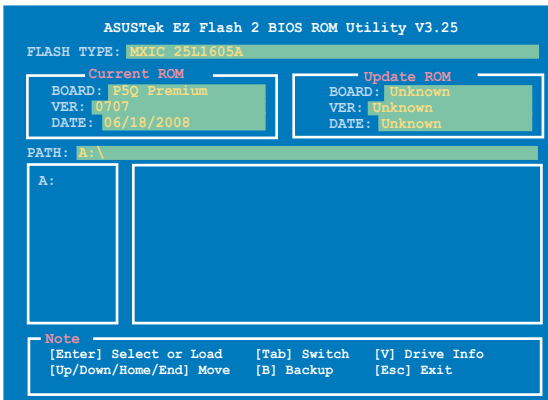 ASUSTek EZ Flash 2 BIOS ROM Utility V3.25
FLASH TYPE: MXIC 25L1605A
Current ROM
BOARD: P5Q Premium
VER: 0707
DATE: 06/18/2008
Update ROM
BOARD: Unknown
VER: Unknown
DATE: Unknown
PATH: A:\
A:
Note
[Enter] Select or Load [Tab] Switch [V] Drive Info
[Up/Down/Home/End] Move [B] Backup [Esc] Exit